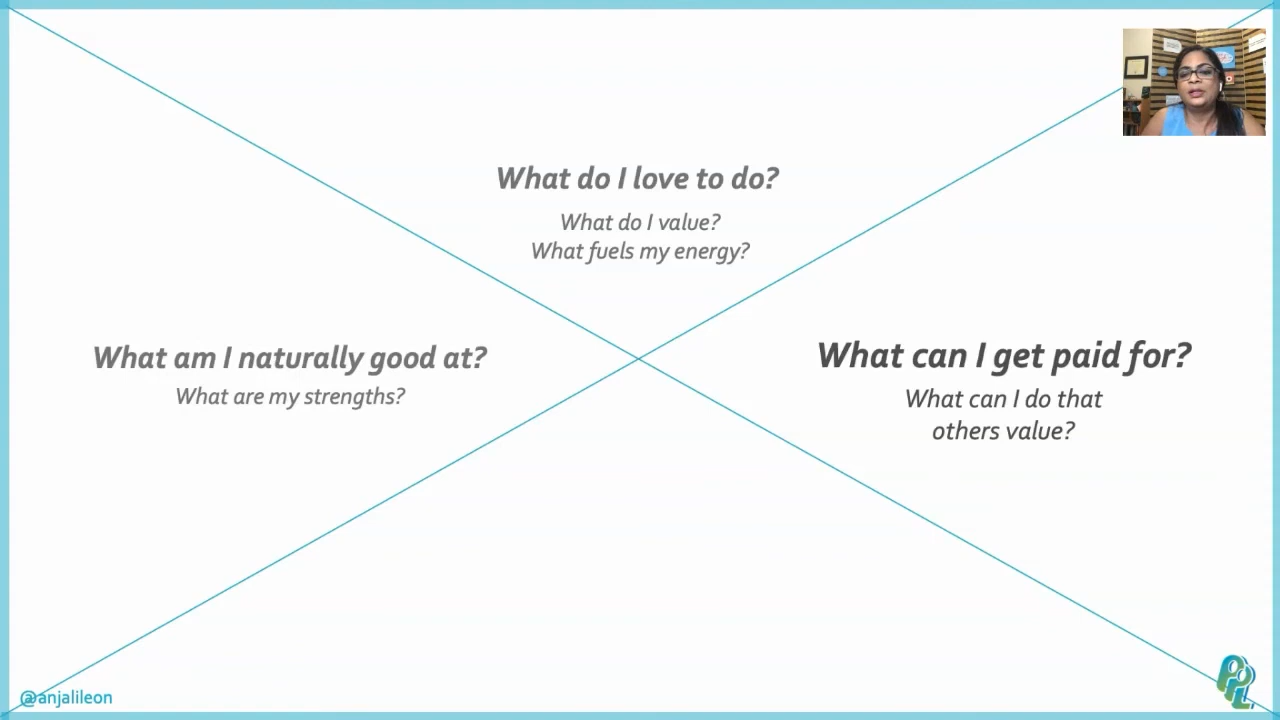 What do I love to do?
What do I value?
What fuels my energy?
What am I naturally good at?
What are my strengths?
What can I get paid for?
What can I do that
others value?
@anjalileon
PPL